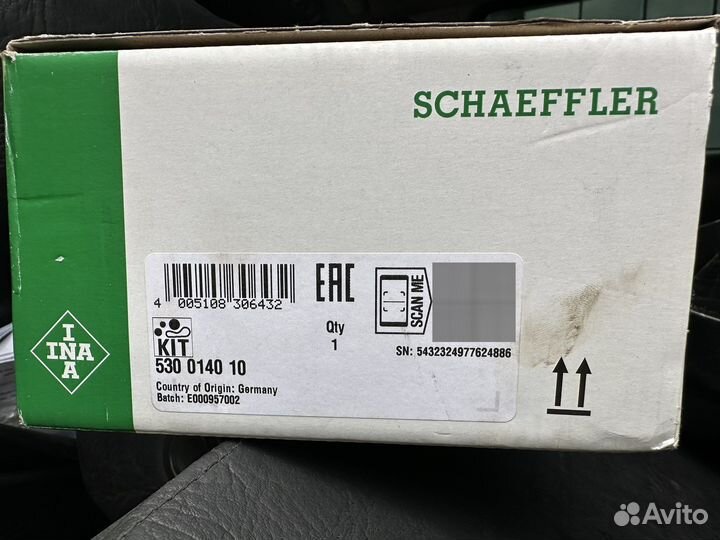 SCHAEFFLER
INA
INA
4 005108 306432
EAC
Qty
1
SCAN ME
SN: 5432324977624886
KIT
530 0140 10
Country of Origin: Germany
Batch: E000957002
Avito